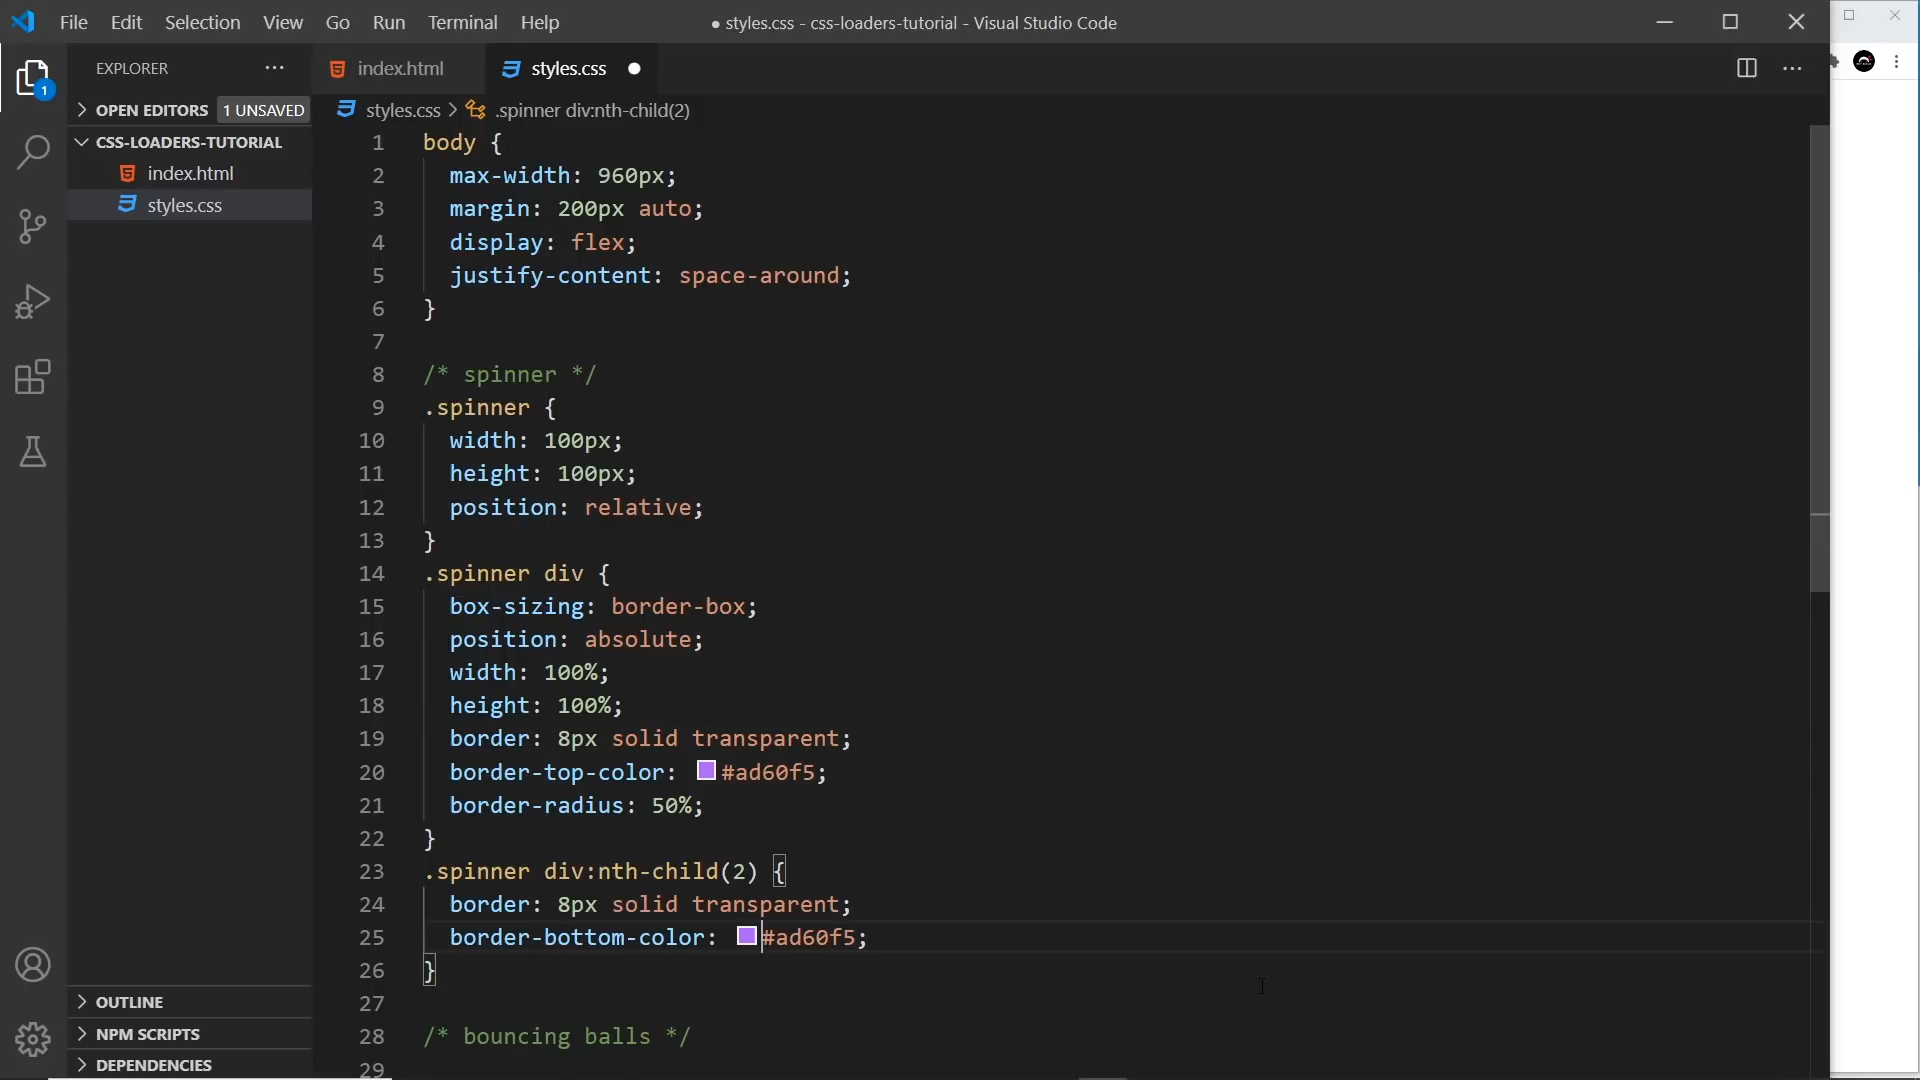 File Edit Selection View Go Run Terminal Help
● styles.css - css-loaders-tutorial - Visual Studio Code
EXPLORER
1
OPEN EDITORS 1 UNSAVED
CSS-LOADERS-TUTORIAL
index.html
styles.css
OUTLINE
NPM SCRIPTS
DEPENDENCIES
index.html styles.css
styles.css > .spinner div:nth-child(2)
1 body {
2 max-width: 960px;
3 margin: 200px auto;
4 display: flex;
5 justify-content: space-around;
6 }
7
8 /* spinner */
9 .spinner {
10 width: 100px;
11 height: 100px;
12 position: relative;
13 }
14 .spinner div {
15 box-sizing: border-box;
16 position: absolute;
17 width: 100%;
18 height: 100%;
19 border: 8px solid transparent;
20 border-top-color: #ad60f5;
21 border-radius: 50%;
22 }
23 .spinner div:nth-child(2) {
24 border: 8px solid transparent;
25 border-bottom-color: #ad60f5;
26 }
27
28 /* bouncing balls */
29